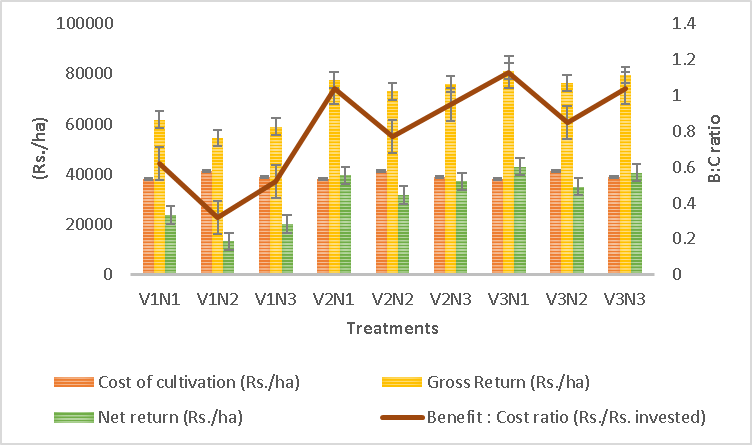 100000
80000
60000
40000
20000
0
(Rs./ha)
1.4
1.2
1
0.8
0.6
0.4
0.2
0
B:C ratio
V1N1 V1N2 V1N3 V2N1 V2N2 V2N3 V3N1 V3N2 V3N3
Treatments
Cost of cultivation (Rs./ha) Gross Return (Rs./ha)
Net return (Rs./ha) Benefit : Cost ratio (Rs./Rs. invested)